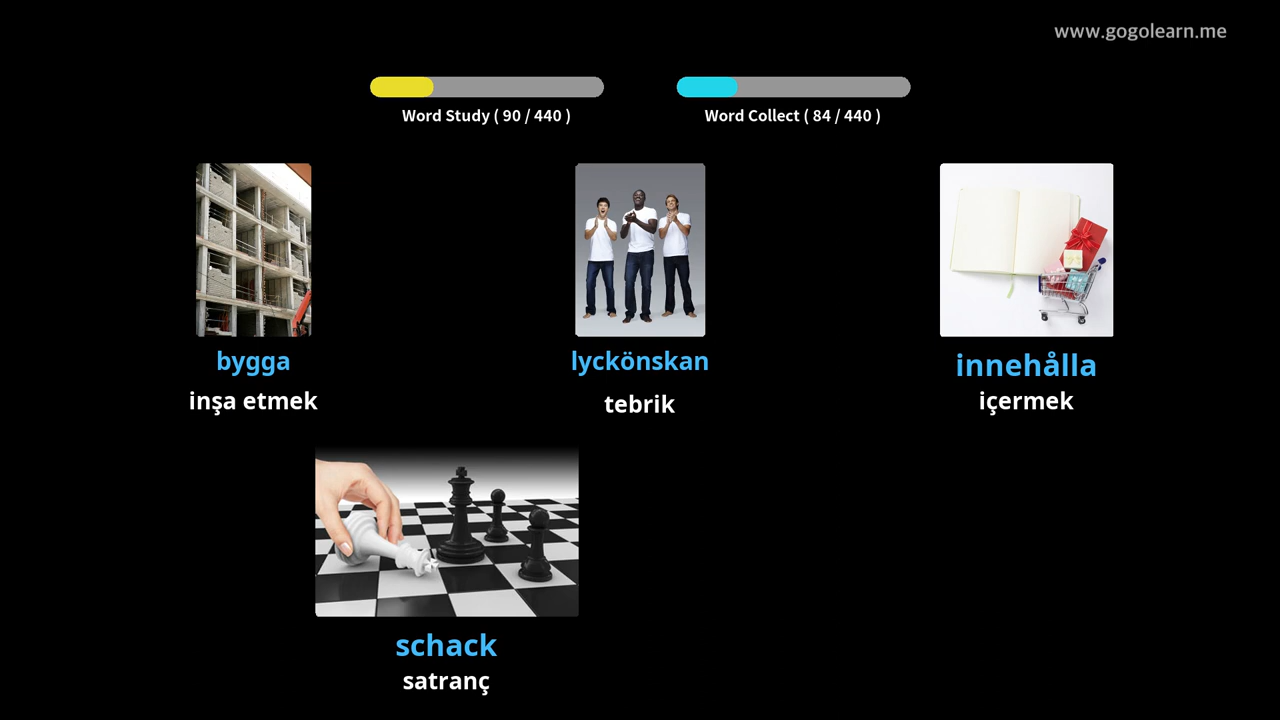 www.gogolearn.me
Word Study ( 90 / 440 )
Word Collect ( 84 / 440 )
bygga
inşa etmek
lyckönskan
tebrik
innehålla
içermek
schack
satranç